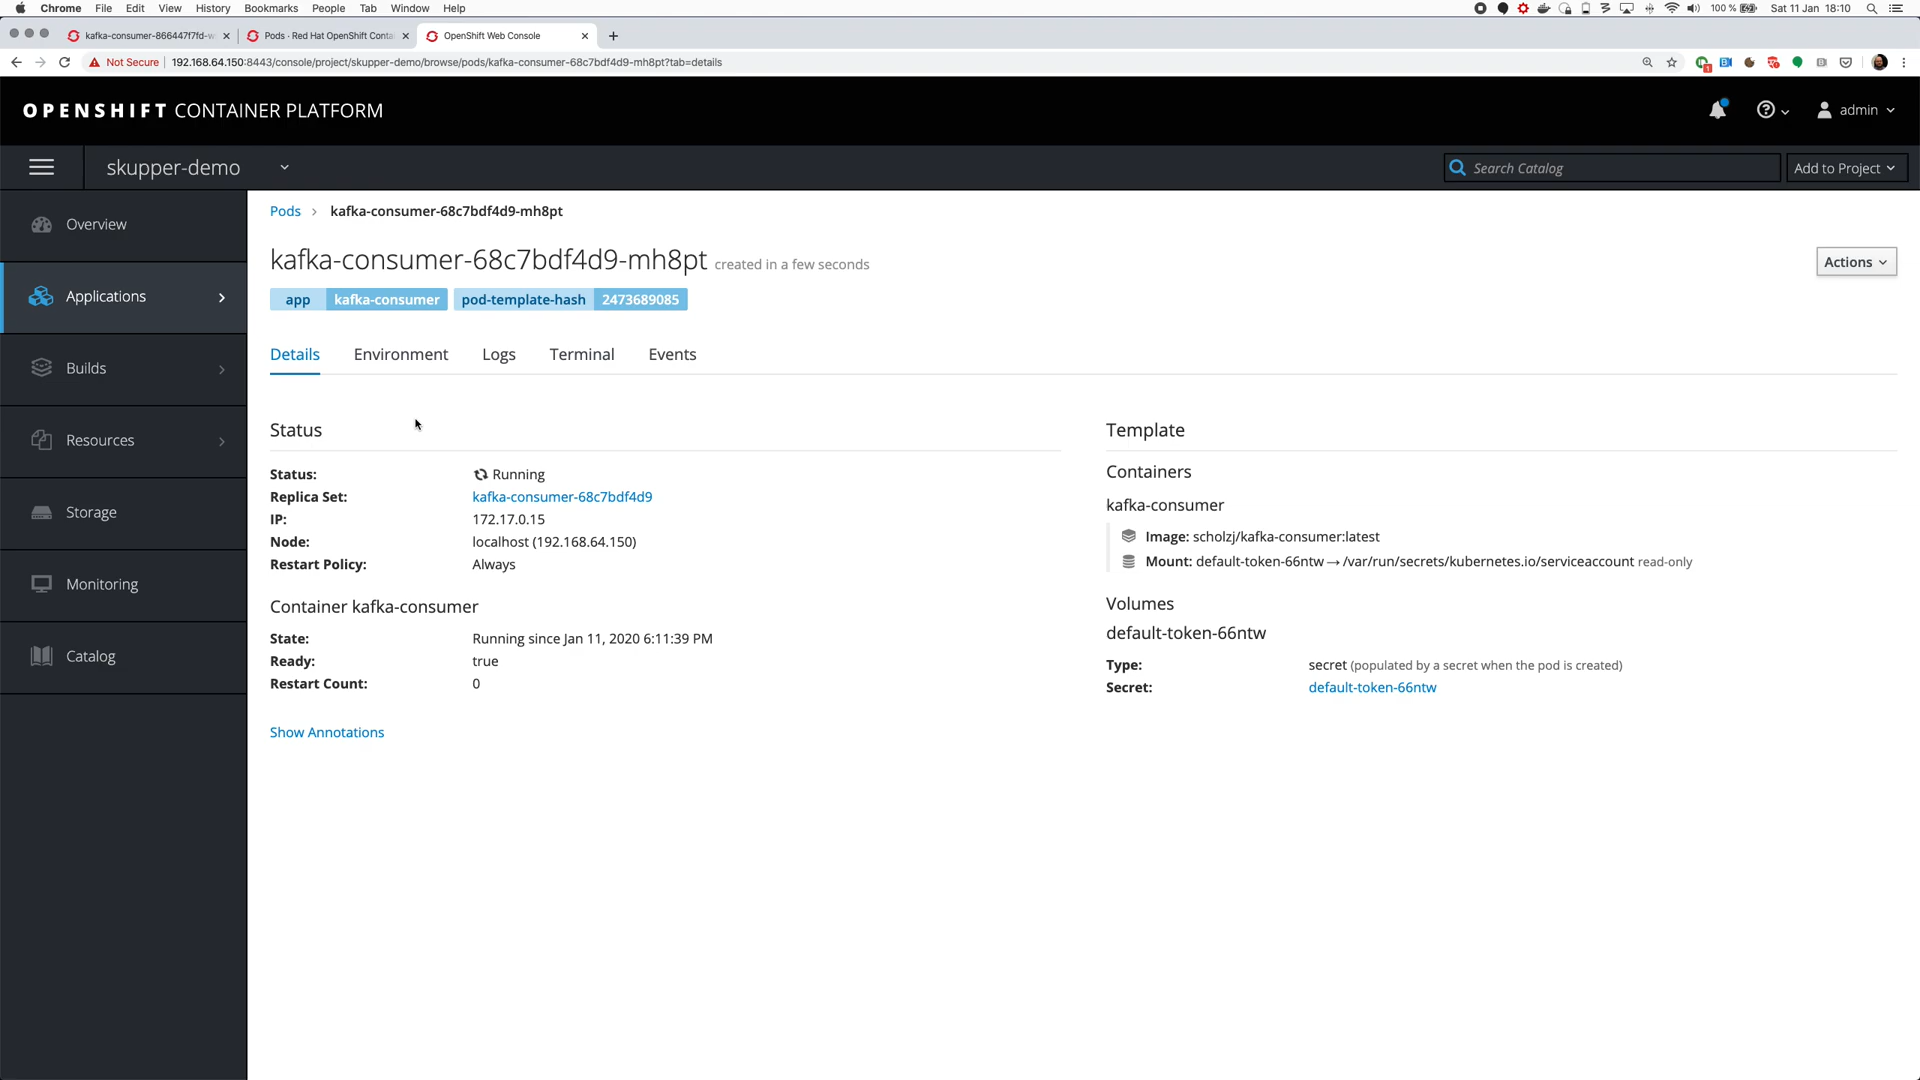 Chrome File Edit View History Bookmarks People Tab Window Help 100 % Sat 11 Jan 18:10
kafka-consumer-866447f7fd-w Pods · Red Hat OpenShift Conta OpenShift Web Console
Not Secure 192.168.64.150:8443/console/project/skupper-demo/browse/pods/kafka-consumer-68c7bdf4d9-mh8pt?tab=details
OPENSHIFT CONTAINER PLATFORM
admin
skupper-demo
Search Catalog
Add to Project
Overview
Applications
Builds
Resources
Storage
Monitoring
Catalog
Pods kafka-consumer-68c7bdf4d9-mh8pt
kafka-consumer-68c7bdf4d9-mh8pt created in a few seconds
Actions
app kafka-consumer pod-template-hash 2473689085
Details Environment Logs Terminal Events
Status
Status: Running
Replica Set: kafka-consumer-68c7bdf4d9
IP: 172.17.0.15
Node: localhost (192.168.64.150)
Restart Policy: Always
Container kafka-consumer
State: Running since Jan 11, 2020 6:11:39 PM
Ready: true
Restart Count: 0
Show Annotations
Template
Containers
kafka-consumer
Image: scholzj/kafka-consumer:latest
Mount: default-token-66ntw → /var/run/secrets/kubernetes.io/serviceaccount read-only
Volumes
default-token-66ntw
Type: secret (populated by a secret when the pod is created)
Secret: default-token-66ntw